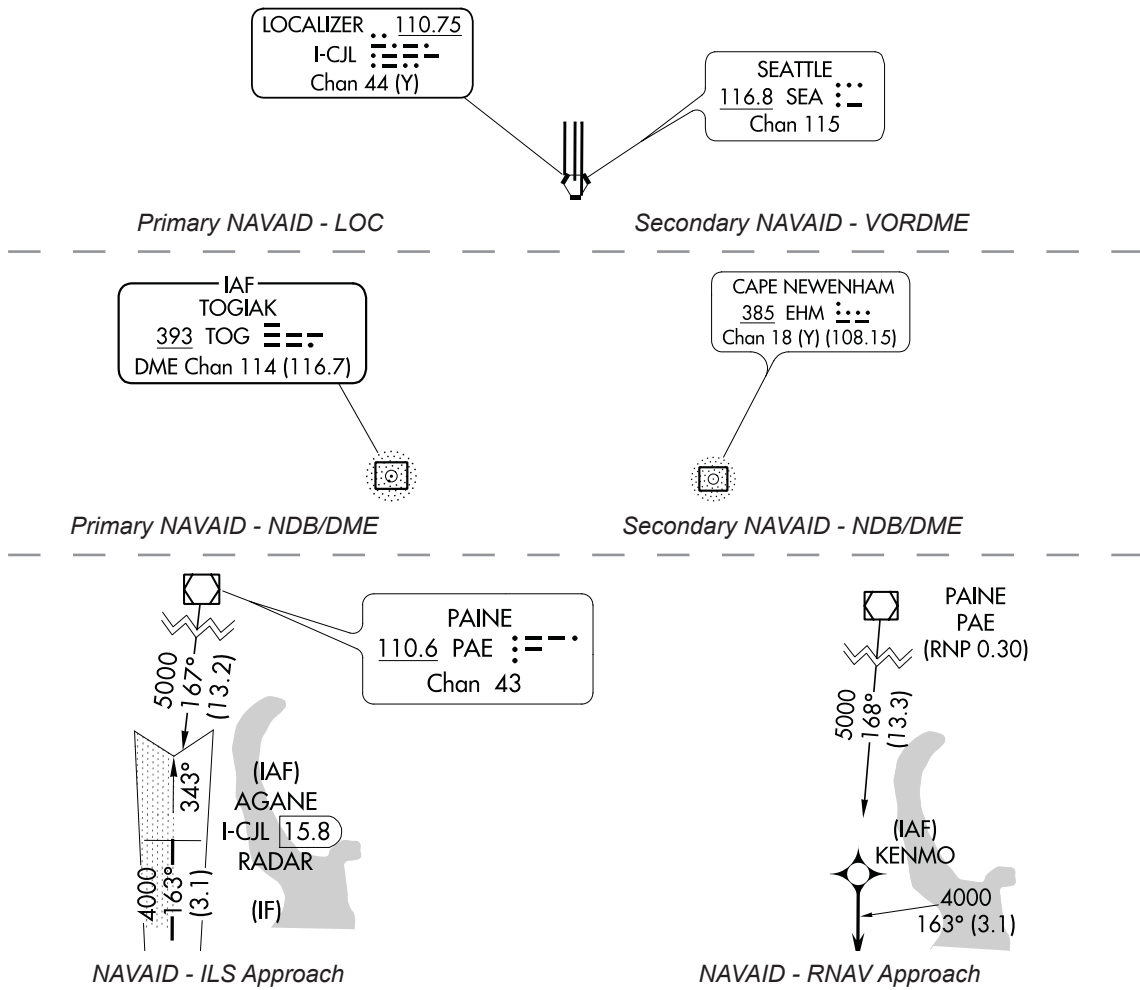 LOCALIZER 110.75
I-CJL
Chan 44 (Y)
SEATTLE
116.8 SEA
Chan 115
Primary NAVAID - LOC
Secondary NAVAID - VORDME
IAF
TOGIAK
393 TOG
DME Chan 114 (116.7)
CAPE NEWENHAM
385 EHM
Chan 18 (Y) (108.15)
Primary NAVAID - NDB/DME
Secondary NAVAID - NDB/DME
PAINE
110.6 PAE
Chan 43
5000
167°
(13.2)
343°
(IAF)
AGANE
I-CJL 15.8
RADAR
(IF)
4000
163°
(3.1)
NAVAID - ILS Approach
PAINE
PAE
(RNP 0.30)
5000
168°
(13.3)
(IAF)
KENMO
4000
163° (3.1)
NAVAID - RNAV Approach